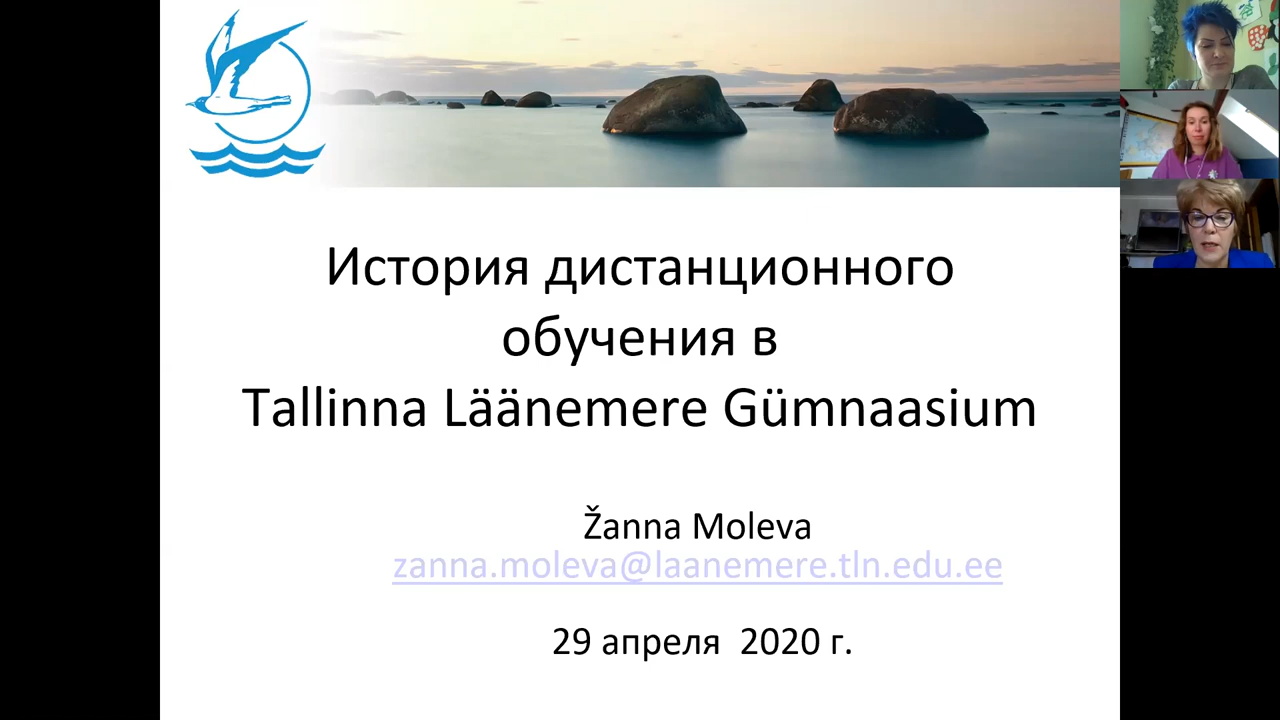 История дистанционного
обучения в
Tallinna Läänemere Gümnaasium
Žanna Moleva
zanna.moleva@laanemere.tln.edu.ee
29 апреля 2020 г.